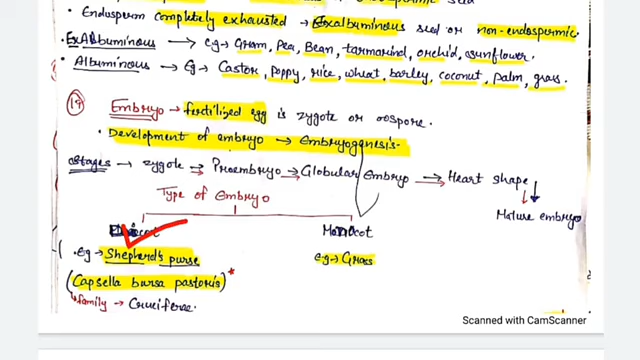 • Endosperm completely exhausted → Exalbuminous seed or non-endospermic
• ExAlbuminous → eg → Gram, Pea, Bean, tarmarind, orchid, sunflower.
• Albuminous → Eg → Castor, poppy, rice, wheat, barley, coconut, palm, grass.
(19) Embryo → fertilized egg is zygote or oospore.
• Development of embryo → Embryogenesis.
Stages → zygote → Proembryo → Globular Embryo → Heart shape
Mature embryo
Type of Embryo
Monocot
eg → Shepherd's purse
eg → Grass
(Capsella bursa pastoris)*
family → Cruciferae.
Scanned with CamScanner